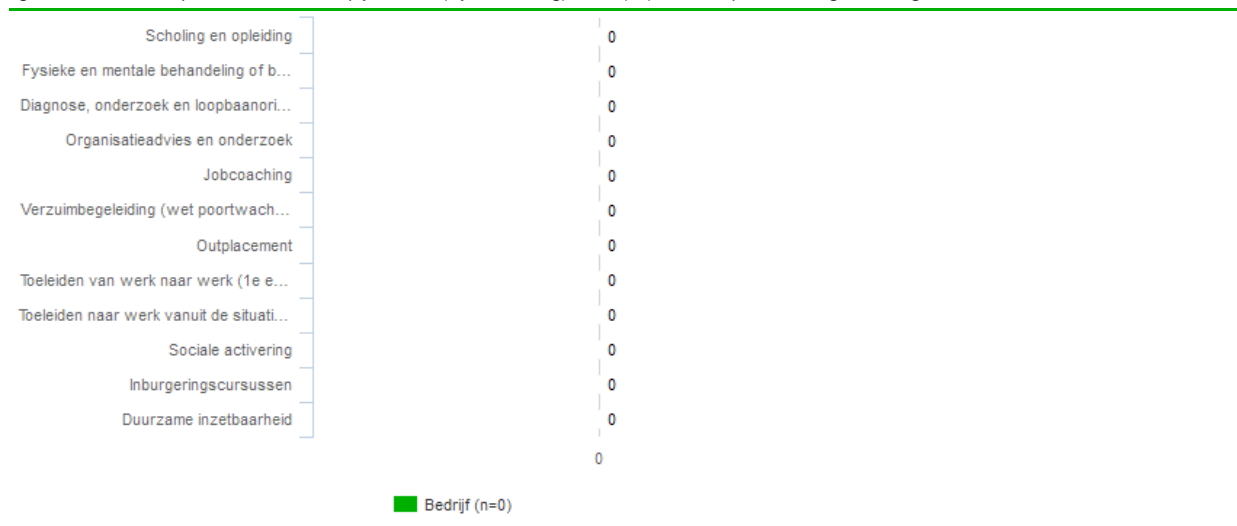 Scholing en opleiding 0
Fysieke en mentale behandeling of b... 0
Diagnose, onderzoek en loopbaanori... 0
Organisatieadvies en onderzoek 0
Jobcoaching 0
Verzuimbegeleiding (wet poortwach... 0
Outplacement 0
Toeleiden van werk naar werk (1e e... 0
Toeleiden naar werk vanuit de situati... 0
Sociale activering 0
Inburgeringscursussen 0
Duurzame inzetbaarheid 0
0
Bedrijf (n=0)